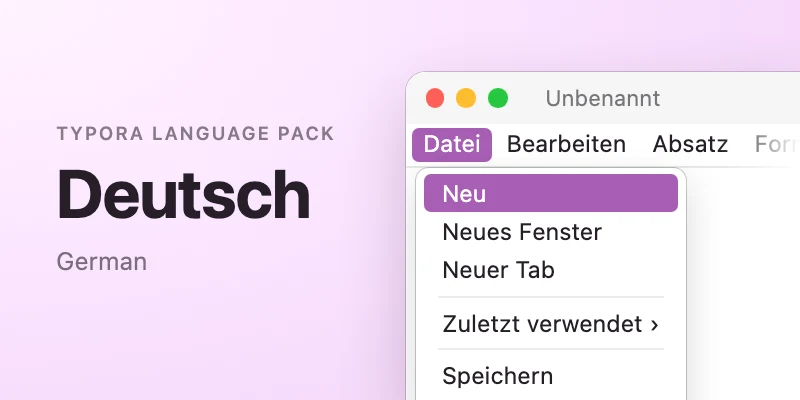 TYPORA LANGUAGE PACK
Deutsch
German
Unbenannt
Datei Bearbeiten Absatz
Neu
Neues Fenster
Neuer Tab
Zuletzt verwendet ›
Speichern